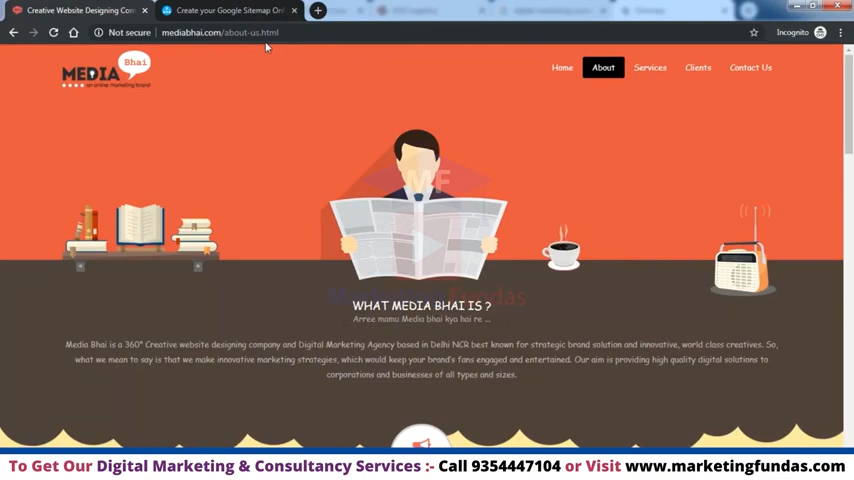 Creative Website Designing Com
Create your Google Sitemap Onl
Not secure
mediabhai.com/about-us.html
Incognito
MEDIA Bhai
an online marketing brand
Home
About
Services
Clients
Contact Us
MF
Fundas
WHAT MEDIA BHAI IS ?
Arree mamu Media bhai kya hai re ...
Media Bhai is a 360° Creative website designing company and Digital Marketing Agency based in Delhi NCR best known for strategic brand solution and innovative, world class creatives. So,
what we mean to say is that we make innovative marketing strategies, which would keep your brand's fans engaged and entertained. Our aim is providing high quality digital solutions to
corporations and businesses of all types and sizes.
To Get Our Digital Marketing & Consultancy Services :- Call 9354447104 or Visit www.marketingfundas.com